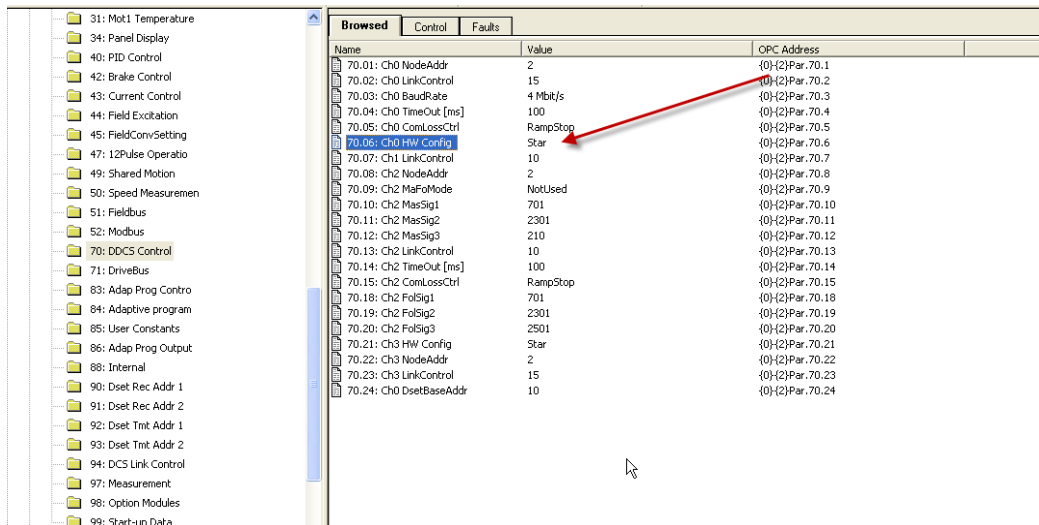 31: Mot1 Temperature
34: Panel Display
40: PID Control
42: Brake Control
43: Current Control
44: Field Excitation
45: FieldConvSetting
47: 12Pulse Operatio
49: Shared Motion
50: Speed Measuremen
51: Fieldbus
52: Modbus
70: DDCS Control
71: DriveBus
83: Adap Prog Contro
84: Adaptive program
85: User Constants
86: Adap Prog Output
88: Internal
90: Dset Rec Addr 1
91: Dset Rec Addr 2
92: Dset Tmt Addr 1
93: Dset Tmt Addr 2
94: DCS Link Control
97: Measurement
98: Option Modules
99: Start-up Data
Browsed Control Faults
Name Value OPC Address
70.01: Ch0 NodeAddr 2 {0}{2}Par.70.1
70.02: Ch0 LinkControl 15 {0}{2}Par.70.2
70.03: Ch0 BaudRate 4 Mbit/s {0}{2}Par.70.3
70.04: Ch0 TimeOut [ms] 100 {0}{2}Par.70.4
70.05: Ch0 ComLossCtrl RampStop {0}{2}Par.70.5
70.06: Ch0 HW Config Star {0}{2}Par.70.6
70.07: Ch1 LinkControl 10 {0}{2}Par.70.7
70.08: Ch2 NodeAddr 2 {0}{2}Par.70.8
70.09: Ch2 MaFoMode NotUsed {0}{2}Par.70.9
70.10: Ch2 MasSig1 701 {0}{2}Par.70.10
70.11: Ch2 MasSig2 2301 {0}{2}Par.70.11
70.12: Ch2 MasSig3 210 {0}{2}Par.70.12
70.13: Ch2 LinkControl 10 {0}{2}Par.70.13
70.14: Ch2 TimeOut [ms] 100 {0}{2}Par.70.14
70.15: Ch2 ComLossCtrl RampStop {0}{2}Par.70.15
70.18: Ch2 FolSig1 701 {0}{2}Par.70.18
70.19: Ch2 FolSig2 2301 {0}{2}Par.70.19
70.20: Ch2 FolSig3 2501 {0}{2}Par.70.20
70.21: Ch3 HW Config Star {0}{2}Par.70.21
70.22: Ch3 NodeAddr 2 {0}{2}Par.70.22
70.23: Ch3 LinkControl 15 {0}{2}Par.70.23
70.24: Ch0 DsetBaseAddr 10 {0}{2}Par.70.24